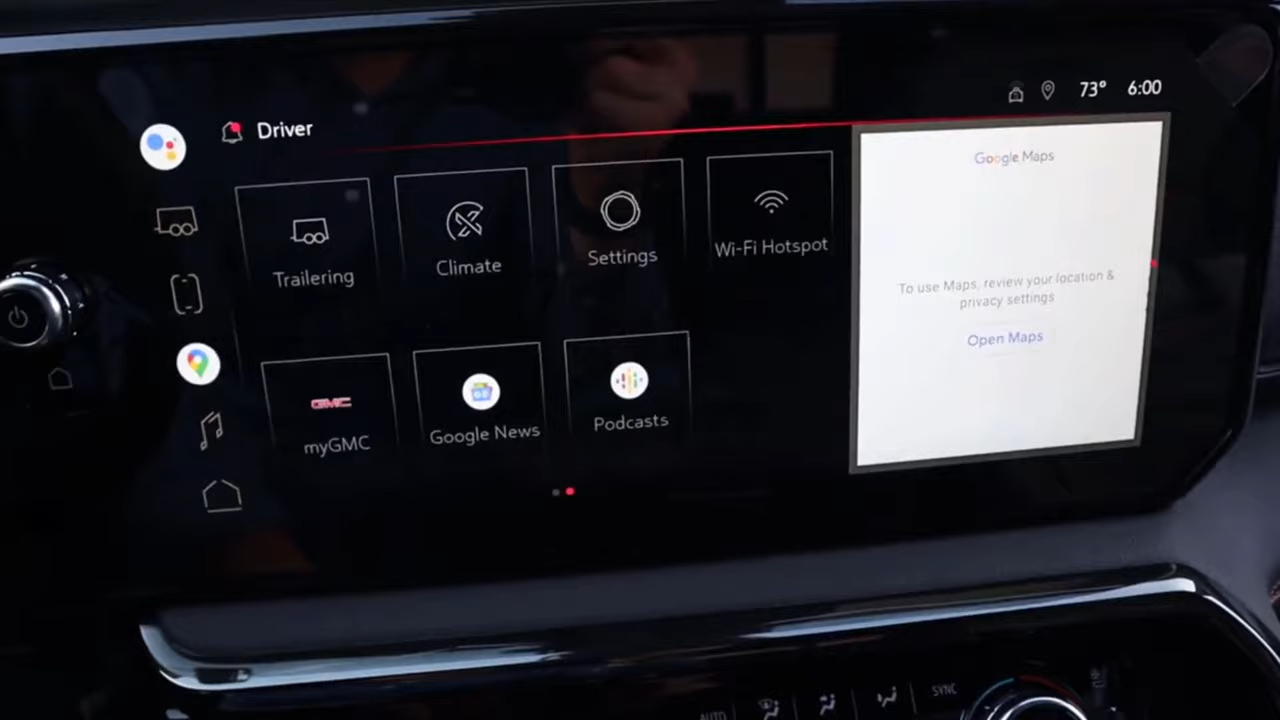 73° 6:00
Driver
Google Maps
Trailering
Climate
Settings
Wi-Fi Hotspot
To use Maps, review your location &
privacy settings
Open Maps
GMC
myGMC
Google News
Podcasts
AUTO
SYNC